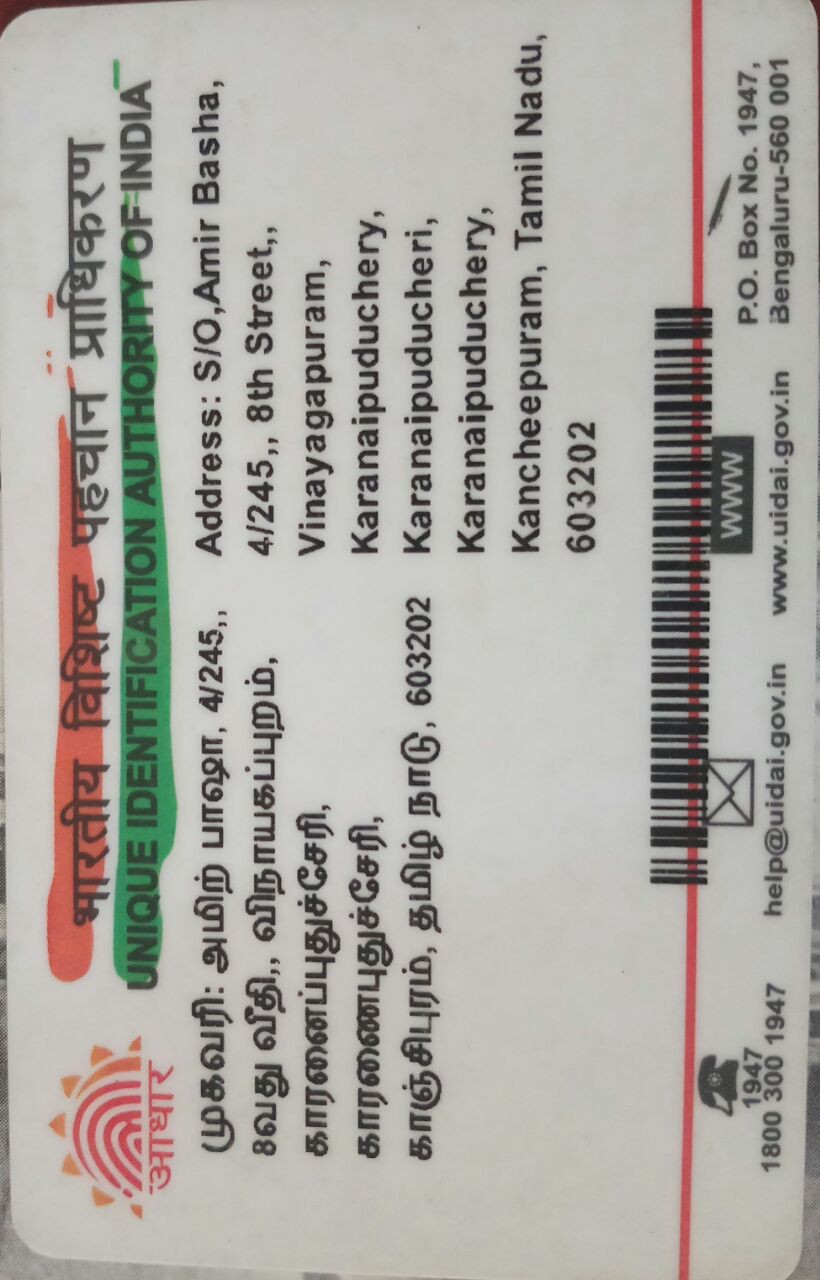 भारतीय विशिष्ट पहचान प्राधिकरण
UNIQUE IDENTIFICATION AUTHORITY OF INDIA
आधार
முகவரி: அமிற் பாஷா, 4/245,,
8வது வீதி,, விநாயகப்புறம்,
காரனைப்புதுச்சேரி,
காரணைபுதுச்சேரி,
காஞ்சிபுரம், தமிழ் நாடு, 603202
Address: S/O,Amir Basha,
4/245,, 8th Street,,
Vinayagapuram,
Karanaipuduchery,
Karanaipuducheri,
Karanaipuduchery,
Kancheepuram, Tamil Nadu,
603202
1947
1800 300 1947
help@uidai.gov.in
WWW
www.uidai.gov.in
P.O. Box No. 1947,
Bengaluru-560 001